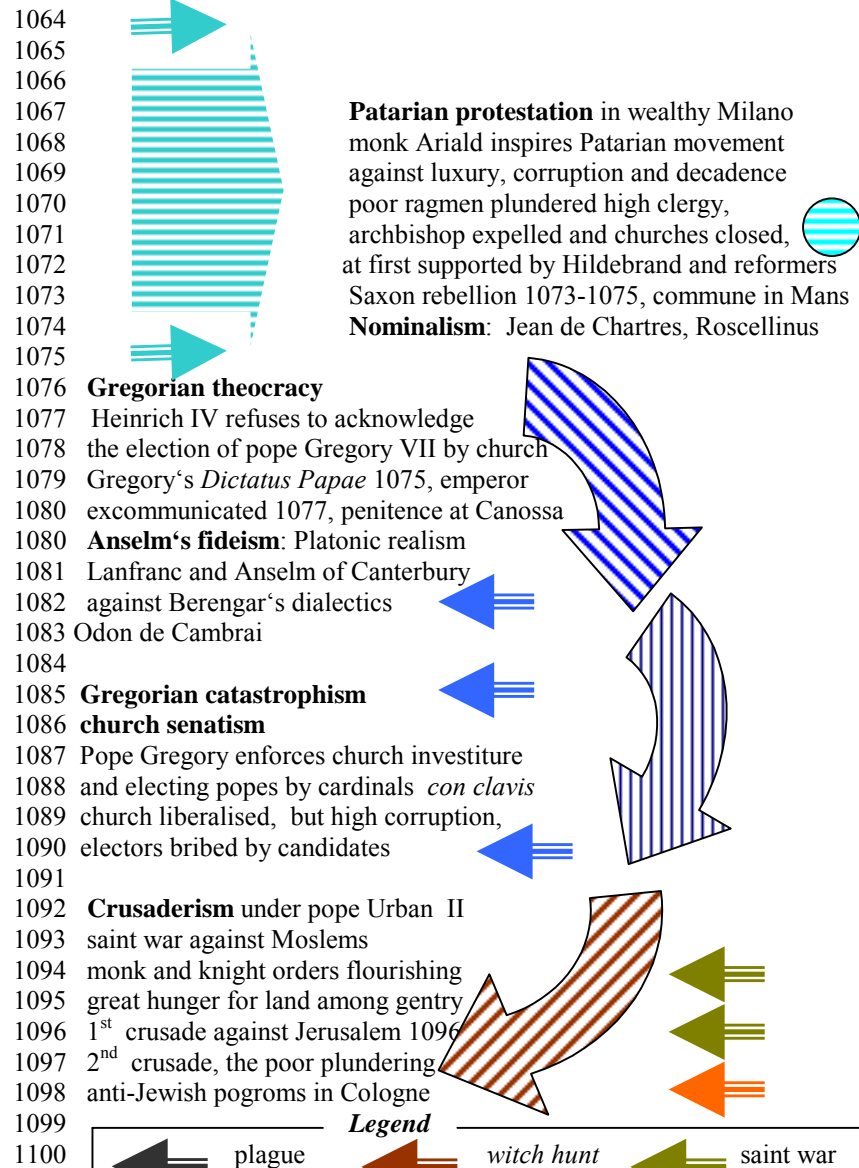 1064
1065
1066
1067 Patarian protestation in wealthy Milano
1068 monk Ariald inspires Patarian movement
1069 against luxury, corruption and decadence
1070 poor ragmen plundered high clergy,
1071 archbishop expelled and churches closed,
1072 at first supported by Hildebrand and reformers
1073 Saxon rebellion 1073-1075, commune in Mans
1074 Nominalism: Jean de Chartres, Roscellinus
1075
1076 Gregorian theocracy
1077 Heinrich IV refuses to acknowledge
1078 the election of pope Gregory VII by church
1079 Gregory‘s Dictatus Papae 1075, emperor
1080 excommunicated 1077, penitence at Canossa
1080 Anselm‘s fideism: Platonic realism
1081 Lanfranc and Anselm of Canterbury
1082 against Berengar‘s dialectics
1083 Odon de Cambrai
1084
1085 Gregorian catastrophism
1086 church senatism
1087 Pope Gregory enforces church investiture
1088 and electing popes by cardinals con clavis
1089 church liberalised, but high corruption,
1090 electors bribed by candidates
1091
1092 Crusaderism under pope Urban II
1093 saint war against Moslems
1094 monk and knight orders flourishing
1095 great hunger for land among gentry
1096 1st crusade against Jerusalem 1096
1097 2nd crusade, the poor plundering
1098 anti-Jewish pogroms in Cologne
1099 Legend
1100 plague witch hunt saint war